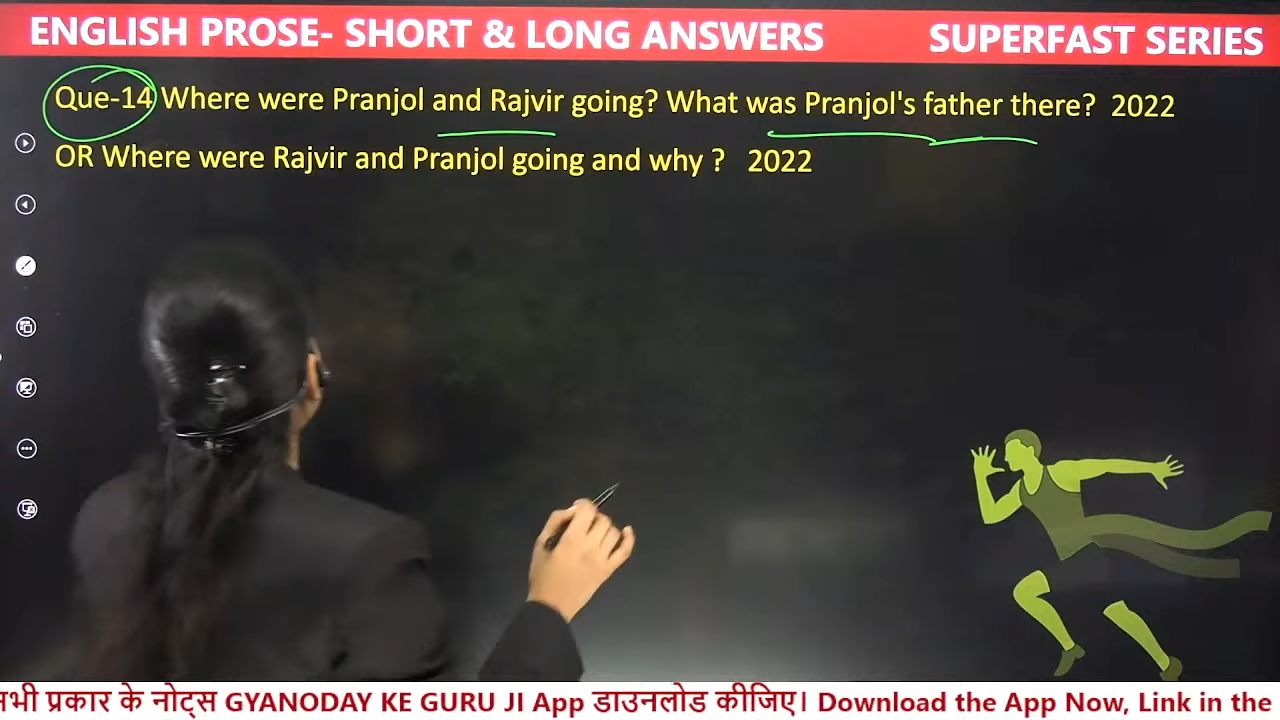 ENGLISH PROSE- SHORT & LONG ANSWERS SUPERFAST SERIES
Que-14 Where were Pranjol and Rajvir going? What was Pranjol's father there? 2022
OR Where were Rajvir and Pranjol going and why ? 2022
सभी प्रकार के नोट्स GYANODAY KE GURU JI App डाउनलोड कीजिए। Download the App Now, Link in the